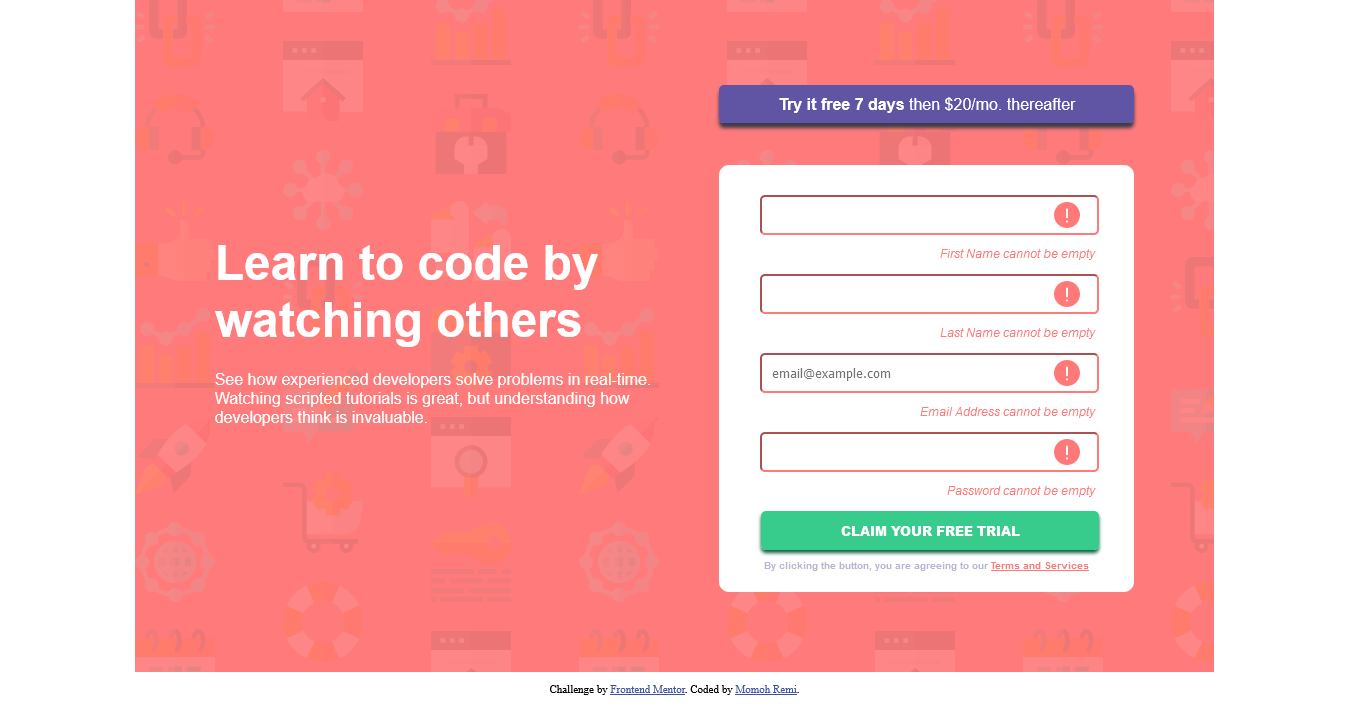 Try it free 7 days then $20/mo. thereafter
Learn to code by
watching others
See how experienced developers solve problems in real-time.
Watching scripted tutorials is great, but understanding how
developers think is invaluable.
First Name cannot be empty
Last Name cannot be empty
email@example.com
Email Address cannot be empty
Password cannot be empty
CLAIM YOUR FREE TRIAL
By clicking the button, you are agreeing to our Terms and Services
Challenge by Frontend Mentor. Coded by Momoh Remi.